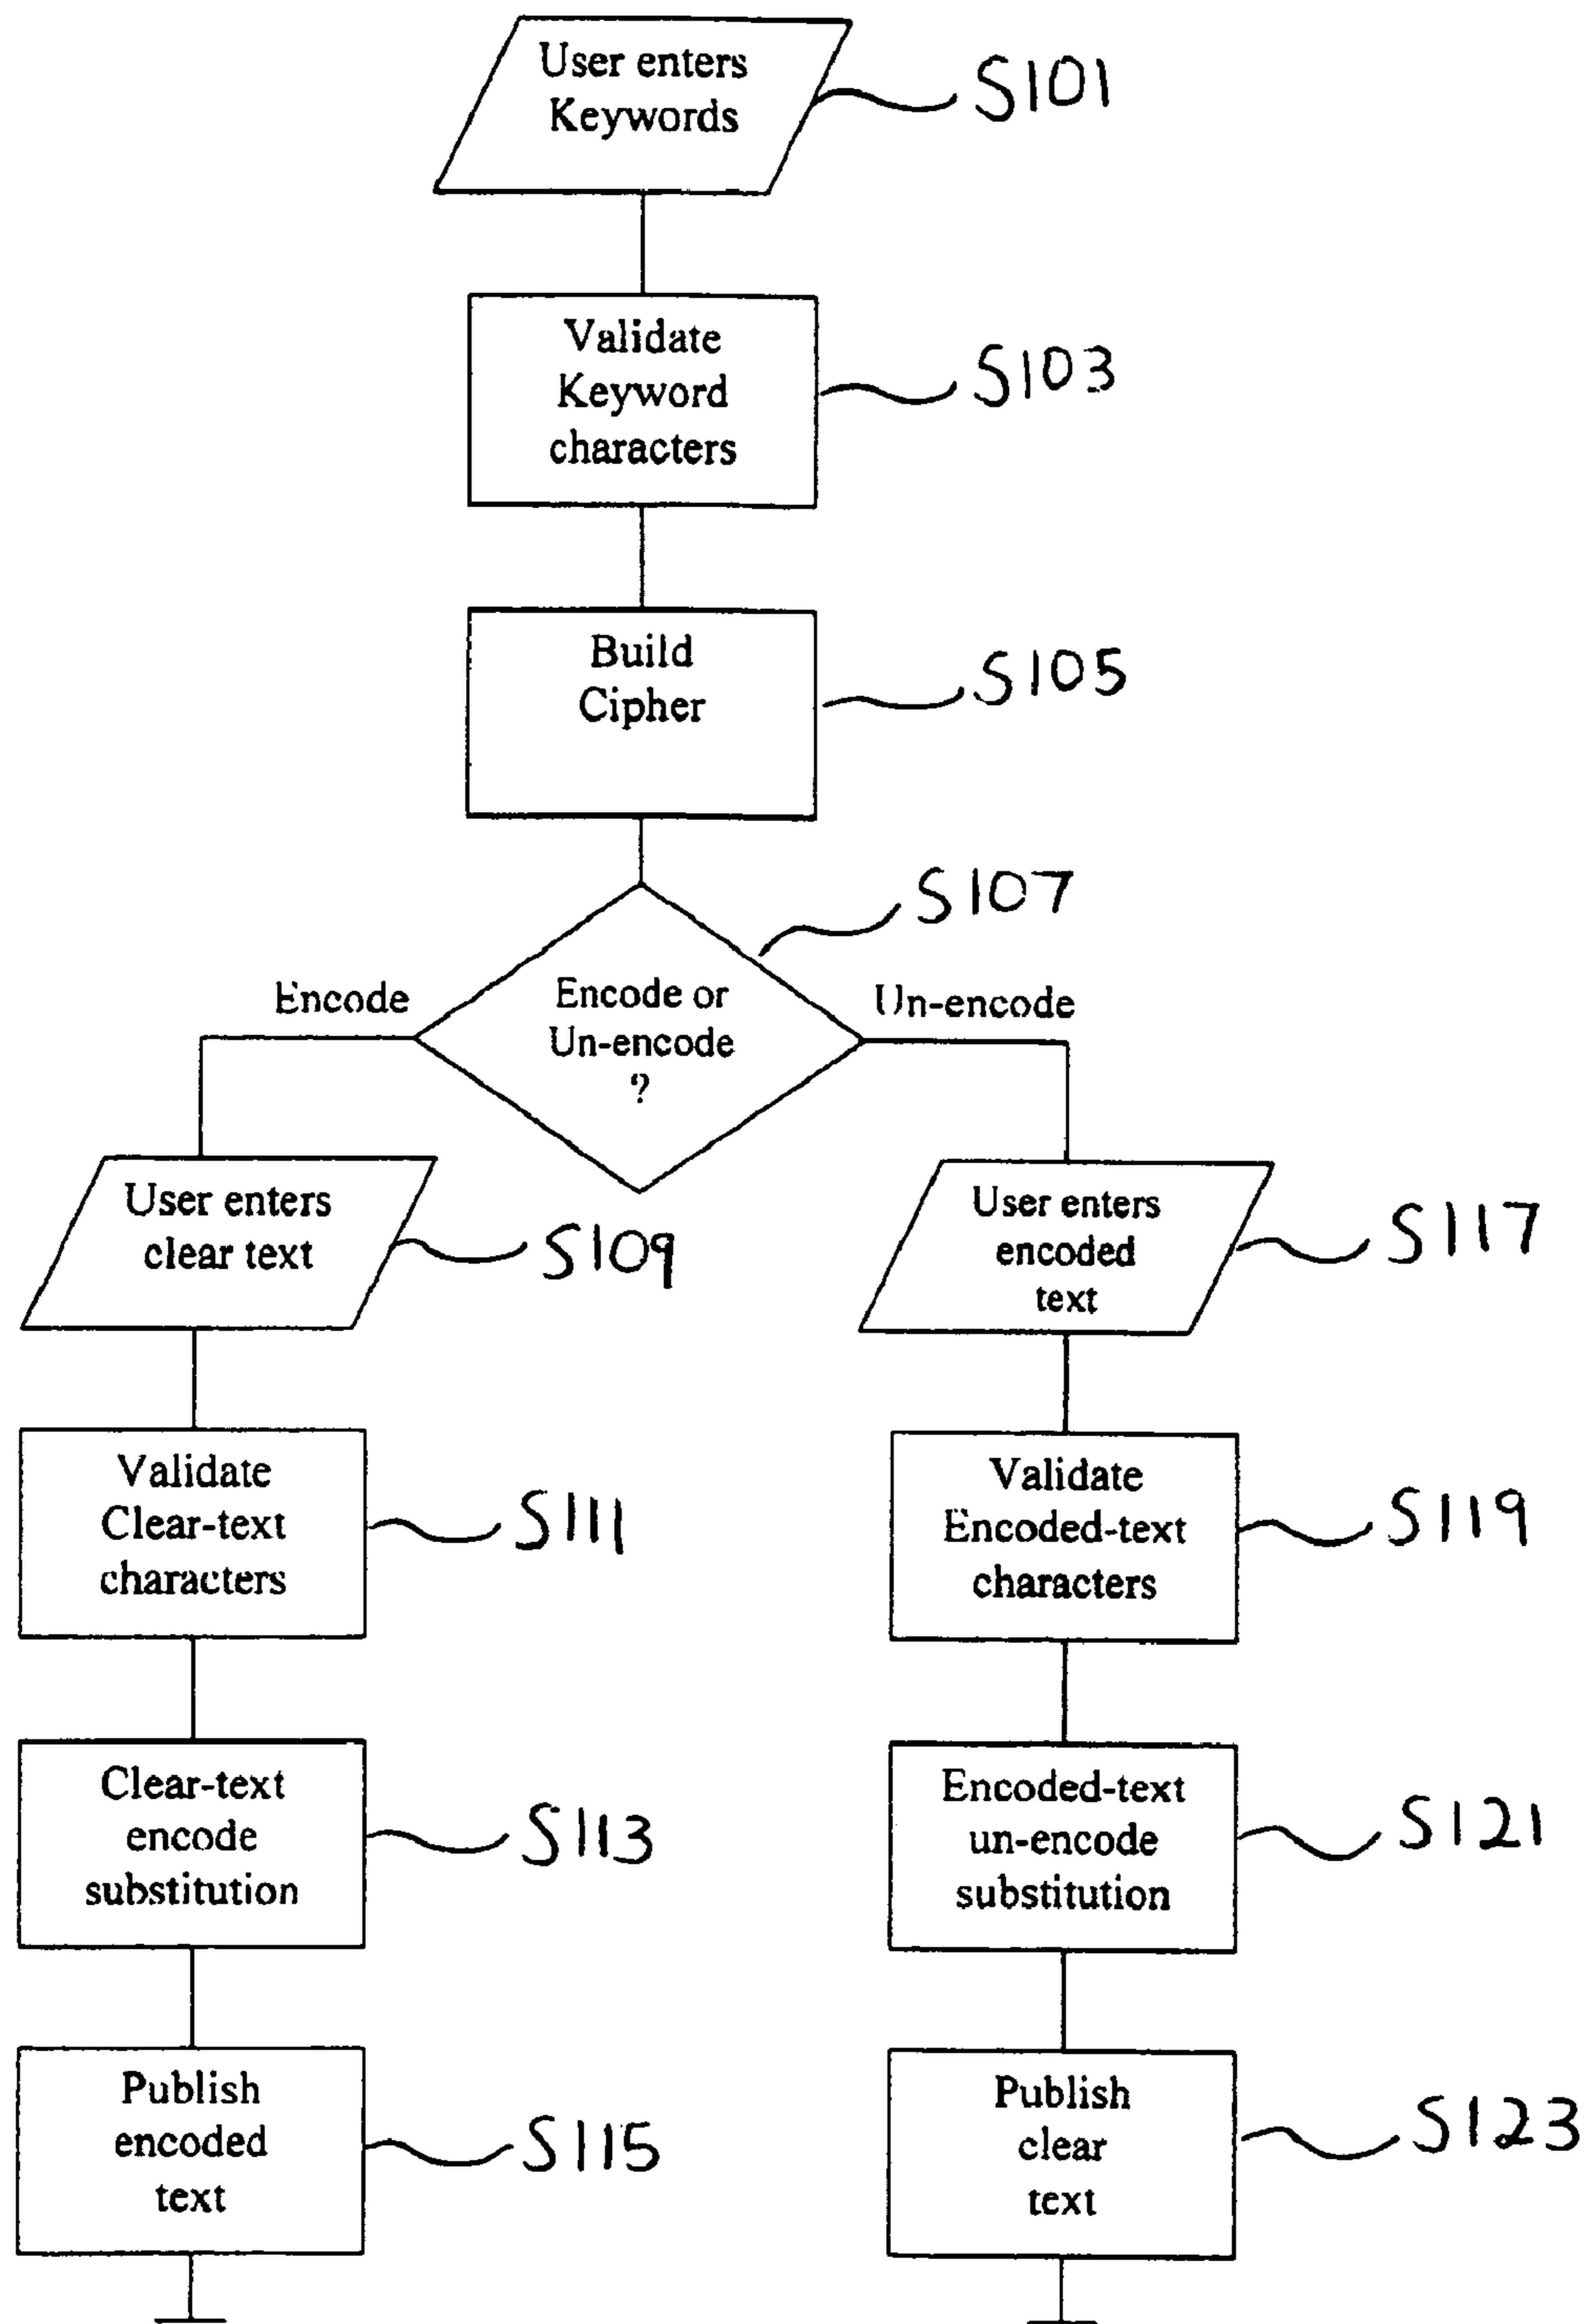 User enters
Keywords
S101
Validate
Keyword
characters
S103
Build
Cipher
S105
S107
Encode
Encode or
Un-encode
?
Un-encode
User enters
clear text
S109
User enters
encoded
text
S117
Validate
Clear-text
characters
S111
Validate
Encoded-text
characters
S119
Clear-text
encode
substitution
S113
Encoded-text
un-encode
substitution
S121
Publish
encoded
text
S115
Publish
clear
text
S123